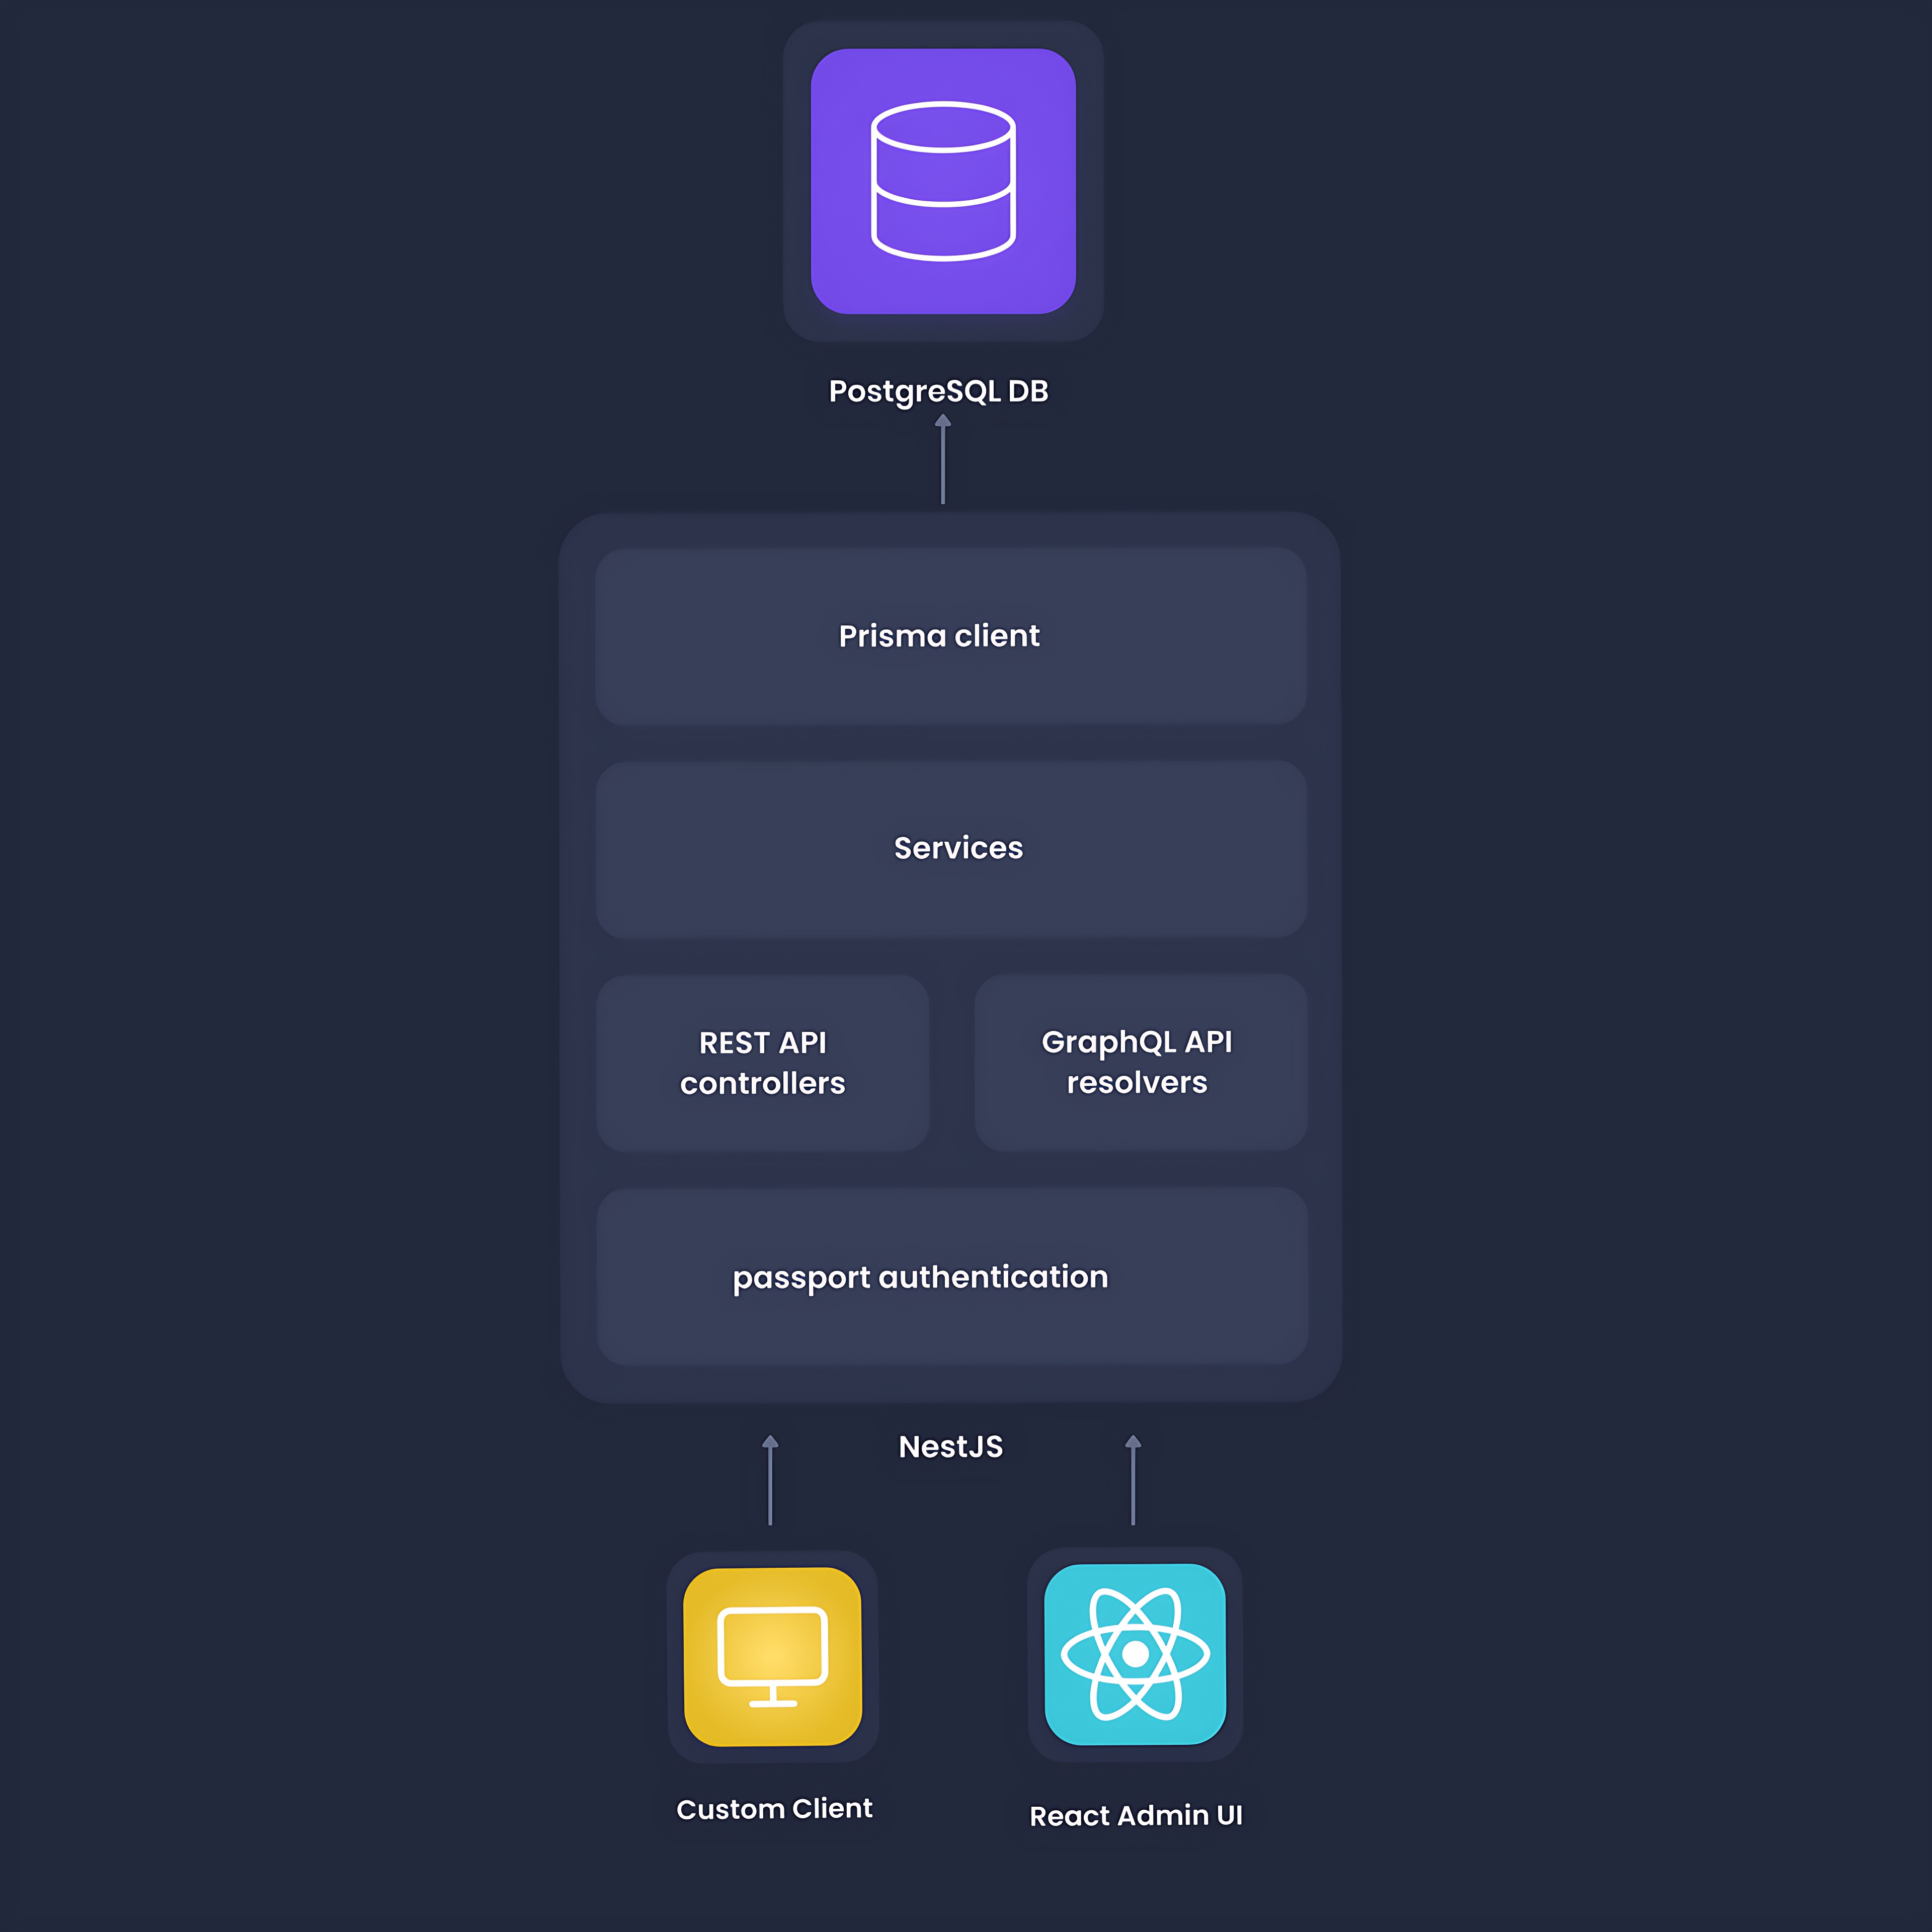 PostgreSQL DB
Prisma client
Services
REST API
controllers
GraphQL API
resolvers
passport authentication
NestJS
Custom Client
React Admin UI